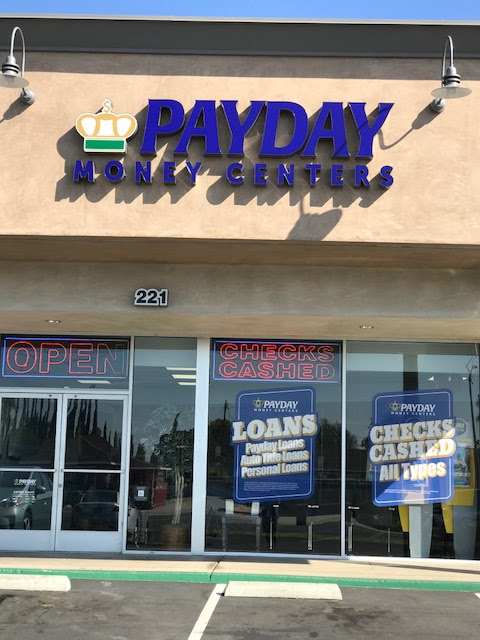 PAYDAY
MONEY CENTERS
221
OPEN
CHECKS
CASHED
PAYDAY
MONEY CENTERS
LOANS
Payday Loans
Auto Title Loans
Personal Loans
PAYDAY
MONEY CENTERS
CHECKS
CASHED
All Types
PAYDAY